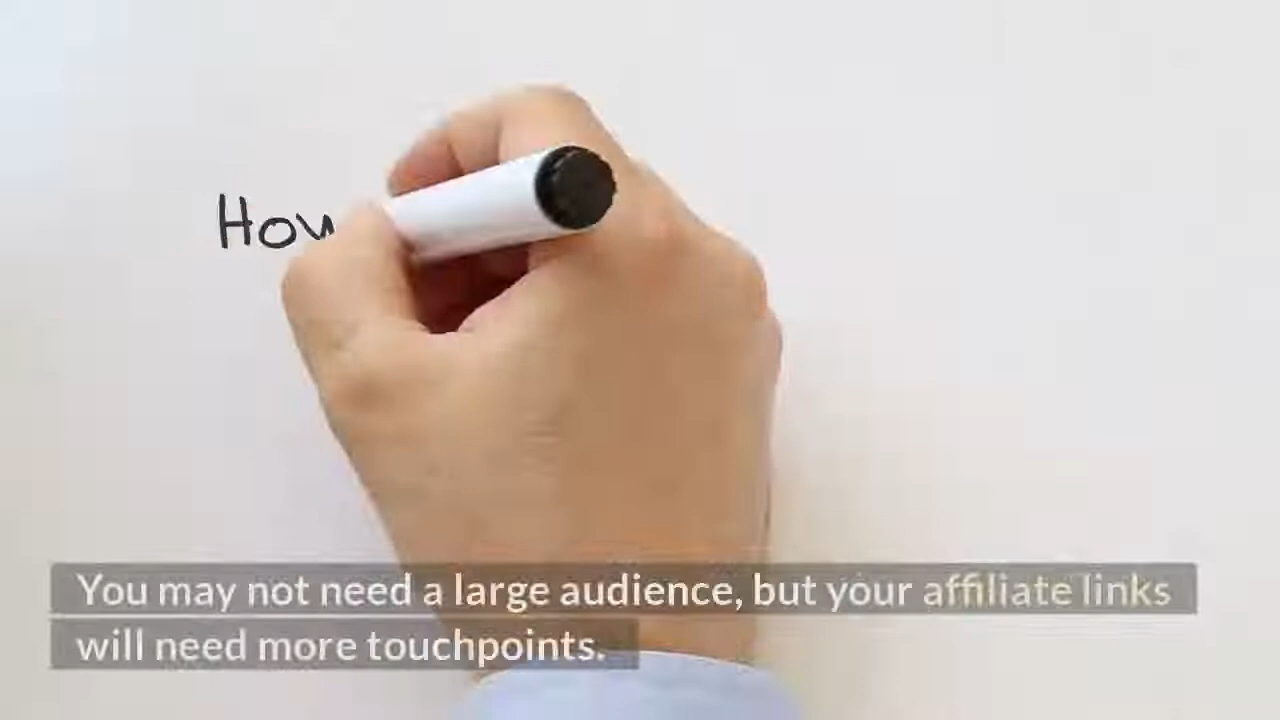 How
You may not need a large audience, but your affiliate links
will need more touchpoints.